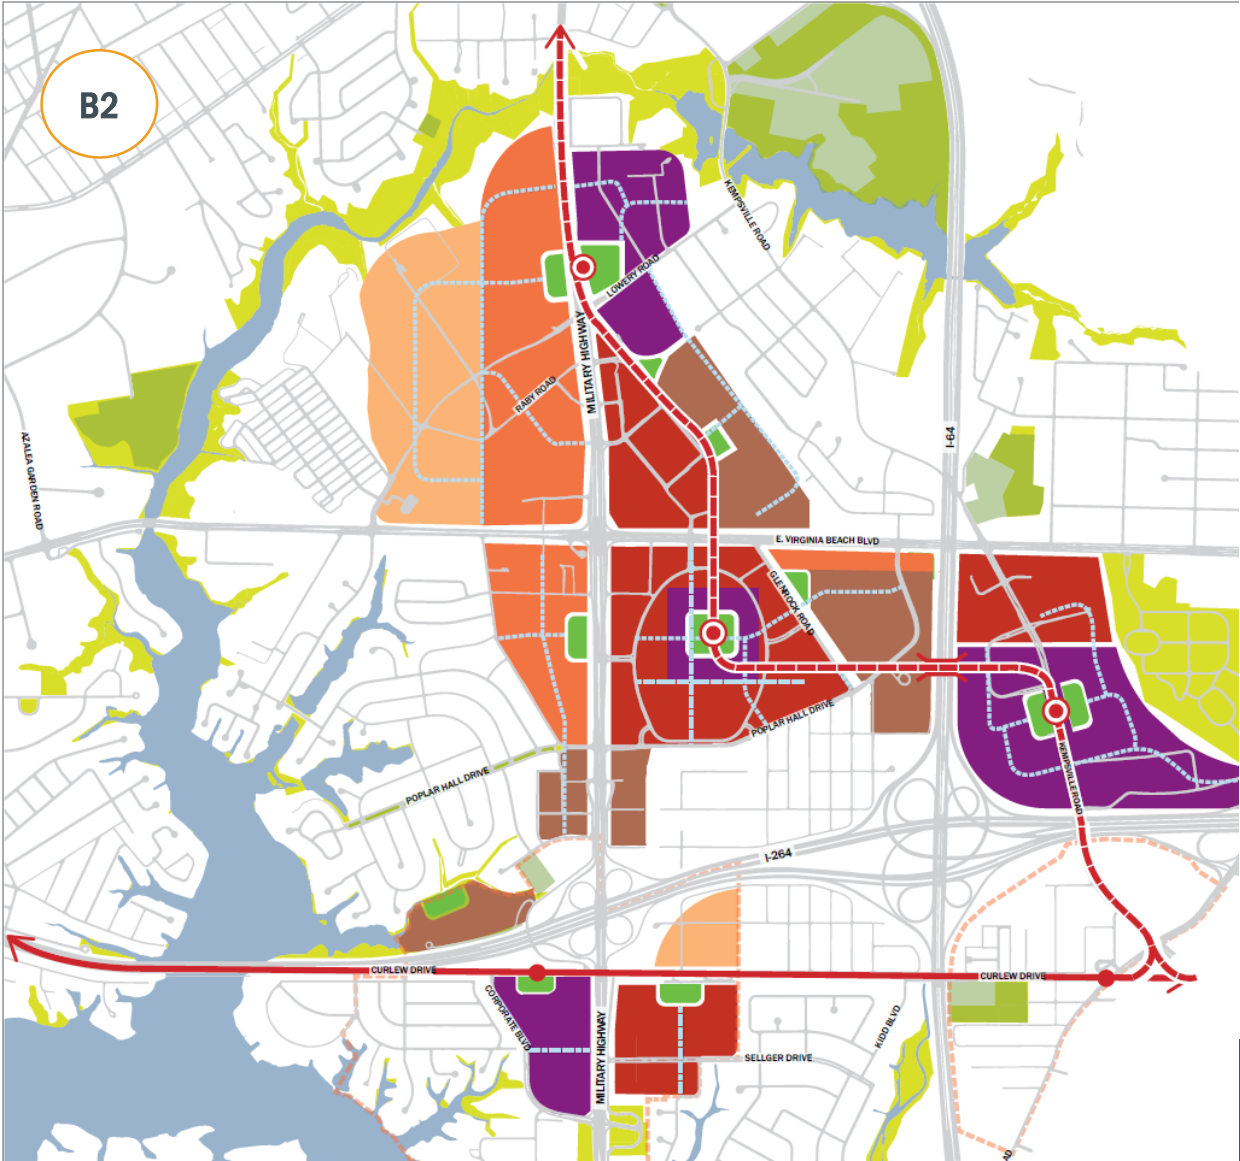 B2
KEMPSVILLE ROAD
LOWERY ROAD
MILITARY HIGHWAY
RABY ROAD
I-64
AZALEA GARDEN ROAD
E. VIRGINIA BEACH BLVD
GLENROCK ROAD
POPLAR HALL DRIVE
POPLAR HALL DRIVE
KEMPSVILLE ROAD
I-264
CURLEW DRIVE
CURLEW DRIVE
CORPORATE BLVD
MILITARY HIGHWAY
KIDD BLVD
SELLGER DRIVE
AD